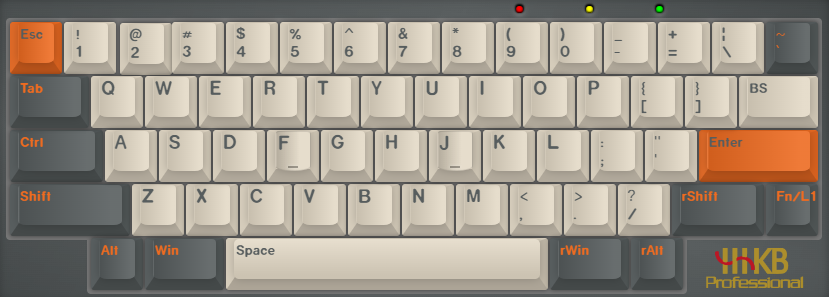 Esc ! @ # $ % ^ & * ( ) _ + ¦ ~
1 2 3 4 5 6 7 8 9 0 - = \ `
Tab Q W E R T Y U I O P { } BS
[ ]
Ctrl A S D F G H J K L : " Enter
_ _ ; '
Shift Z X C V B N M < > ? rShift Fn/L1
, . /
Alt Win Space rWin rAlt
HHKB
Professional